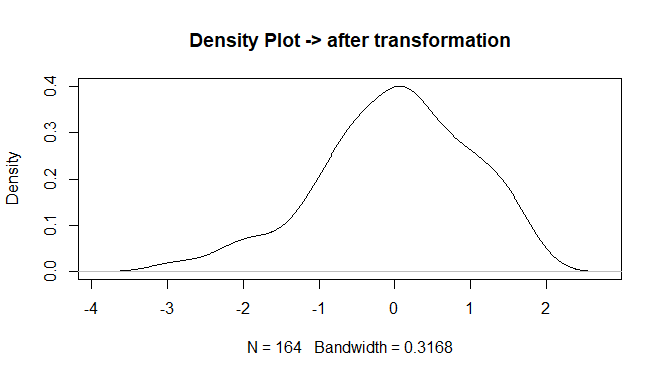 Density Plot -> after transformation
Density
0.4
0.3
0.2
0.1
0.0
-4 -3 -2 -1 0 1 2
N = 164 Bandwidth = 0.3168